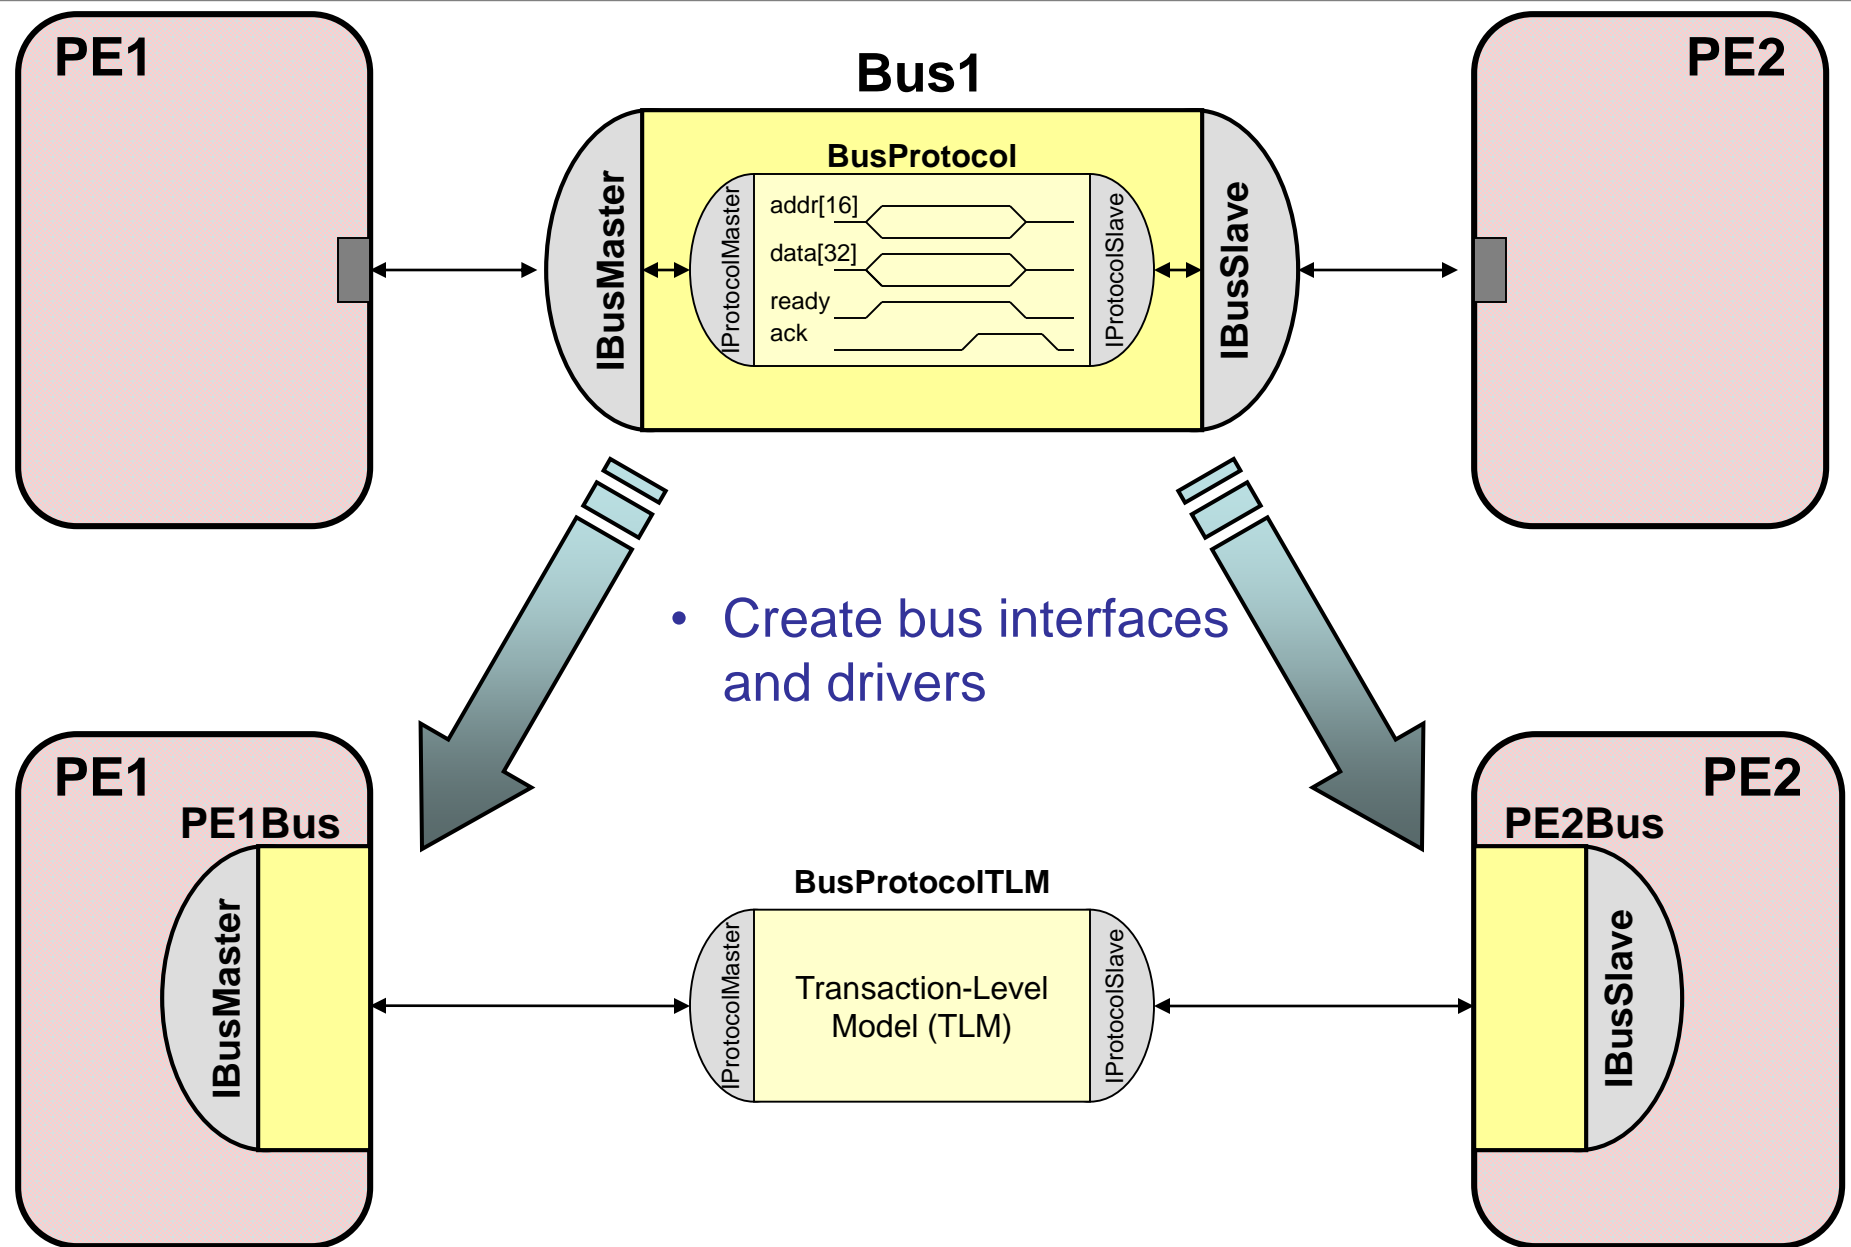 PE1
Bus1
PE2
BusProtocol
IBusMaster
IProtocolMaster
addr[16]
data[32]
ready
ack
IProtocolSlave
IBusSlave
• Create bus interfaces
and drivers
PE1
PE1Bus
IBusMaster
BusProtocolTLM
IProtocolMaster
Transaction-Level
Model (TLM)
IProtocolSlave
PE2
PE2Bus
IBusSlave